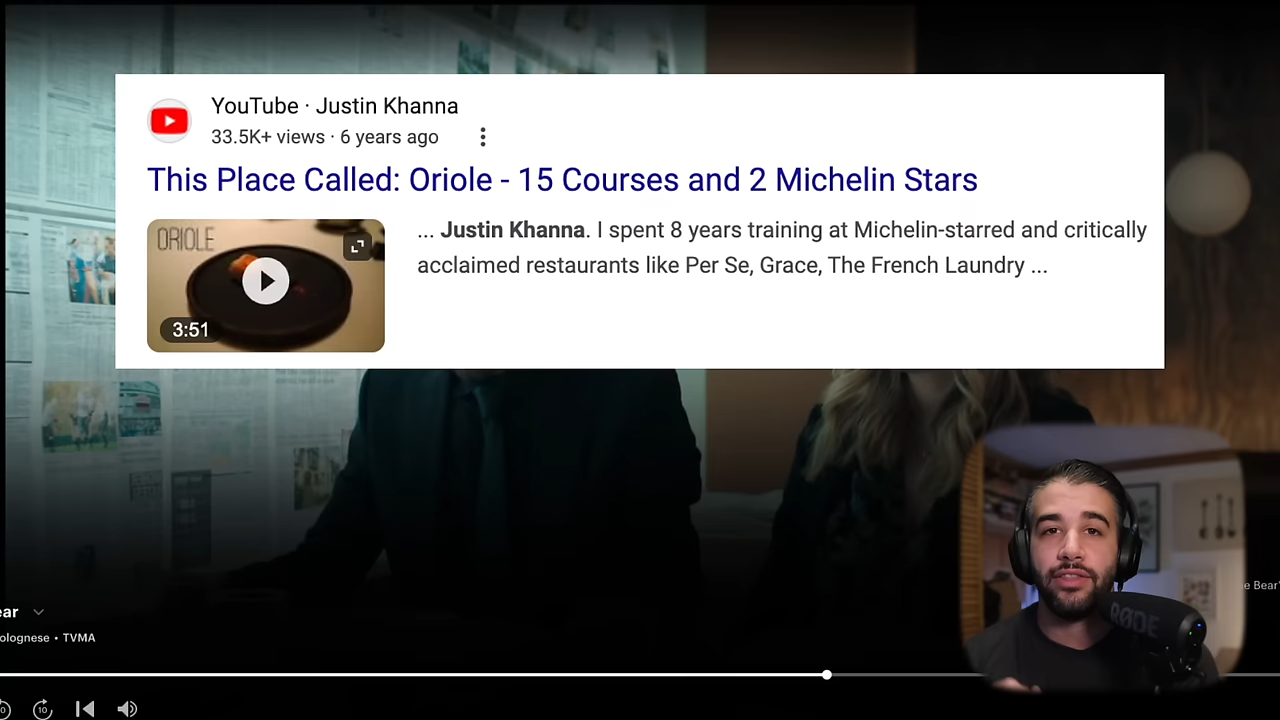 YouTube · Justin Khanna
33.5K+ views · 6 years ago
This Place Called: Oriole - 15 Courses and 2 Michelin Stars
ORIOLE
3:51
... Justin Khanna. I spent 8 years training at Michelin-starred and critically
acclaimed restaurants like Per Se, Grace, The French Laundry ...
RØDE
e Bear'
ear
olognese • TVMA
10